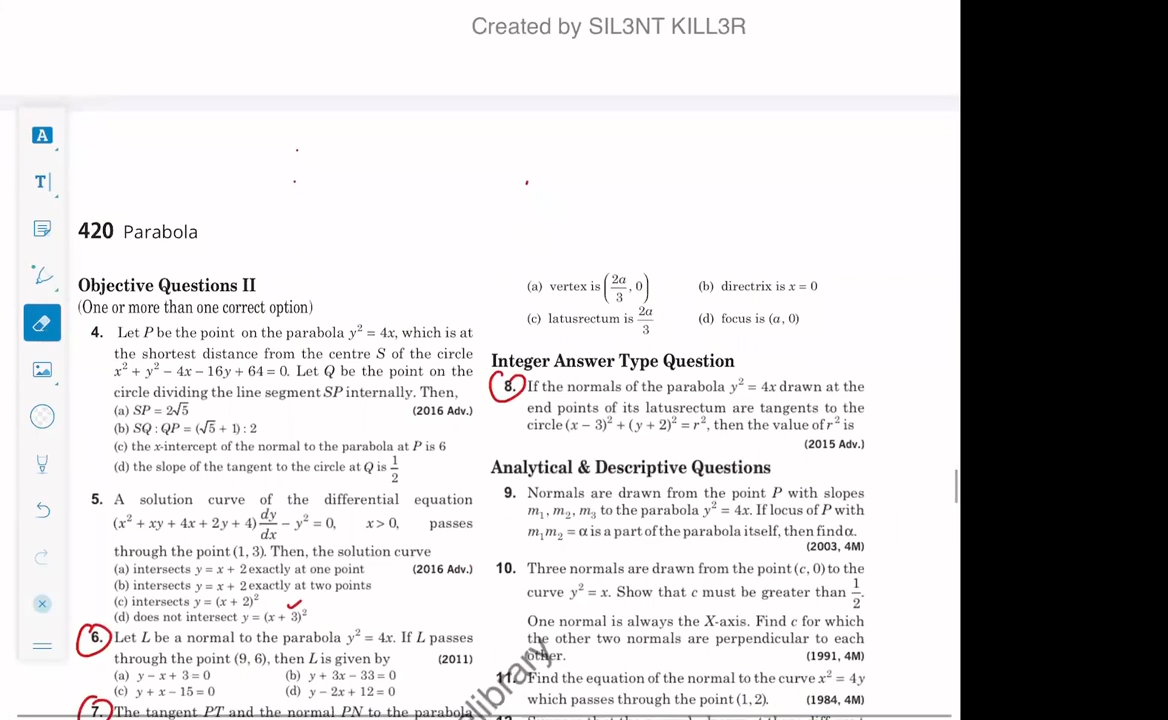 Created by SIL3NT KILL3R
A
T|
420 Parabola
Objective Questions II
(One or more than one correct option)
4. Let P be the point on the parabola y² = 4x, which is at
the shortest distance from the centre S of the circle
x² + y² − 4x − 16y + 64 = 0. Let Q be the point on the
circle dividing the line segment SP internally. Then,
(a) SP = 2√5 (2016 Adv.)
(b) SQ : QP = (√5 + 1) : 2
(c) the x-intercept of the normal to the parabola at P is 6
(d) the slope of the tangent to the circle at Q is 1/2
5. A solution curve of the differential equation
(x² + xy + 4x + 2y + 4) dy/dx − y² = 0, x > 0, passes
through the point (1, 3). Then, the solution curve
(a) intersects y = x + 2 exactly at one point (2016 Adv.)
(b) intersects y = x + 2 exactly at two points
(c) intersects y = (x + 2)²
(d) does not intersect y = (x + 3)²
6. Let L be a normal to the parabola y² = 4x. If L passes
through the point (9, 6), then L is given by (2011)
(a) y − x + 3 = 0 (b) y + 3x − 33 = 0
(c) y + x − 15 = 0 (d) y − 2x + 12 = 0
7. The tangent PT and the normal PN to the parabola
(a) vertex is (2a/3, 0) (b) directrix is x = 0
(c) latusrectum is 2a/3 (d) focus is (a, 0)
Integer Answer Type Question
8. If the normals of the parabola y² = 4x drawn at the
end points of its latusrectum are tangents to the
circle (x − 3)² + (y + 2)² = r², then the value of r² is
(2015 Adv.)
Analytical & Descriptive Questions
9. Normals are drawn from the point P with slopes
m₁, m₂, m₃ to the parabola y² = 4x. If locus of P with
m₁m₂ = α is a part of the parabola itself, then find α.
(2003, 4M)
10. Three normals are drawn from the point (c, 0) to the
curve y² = x. Show that c must be greater than 1/2.
One normal is always the X-axis. Find c for which
the other two normals are perpendicular to each
other. (1991, 4M)
11. Find the equation of the normal to the curve x² = 4y
which passes through the point (1, 2). (1984, 4M)
library